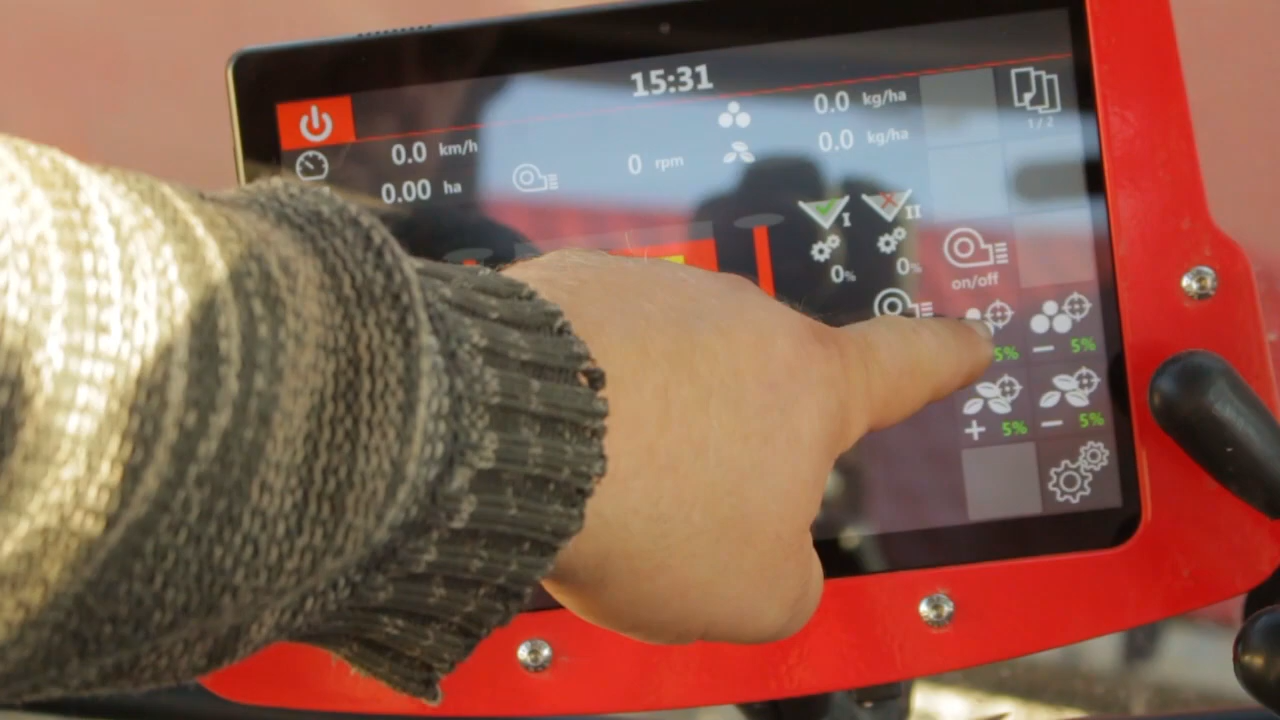 15:31
0.0 km/h
0.00 ha
0 rpm
0.0 kg/ha
0.0 kg/ha
1/2
I
II
0%
0%
on/off
5%
− 5%
+ 5%
− 5%